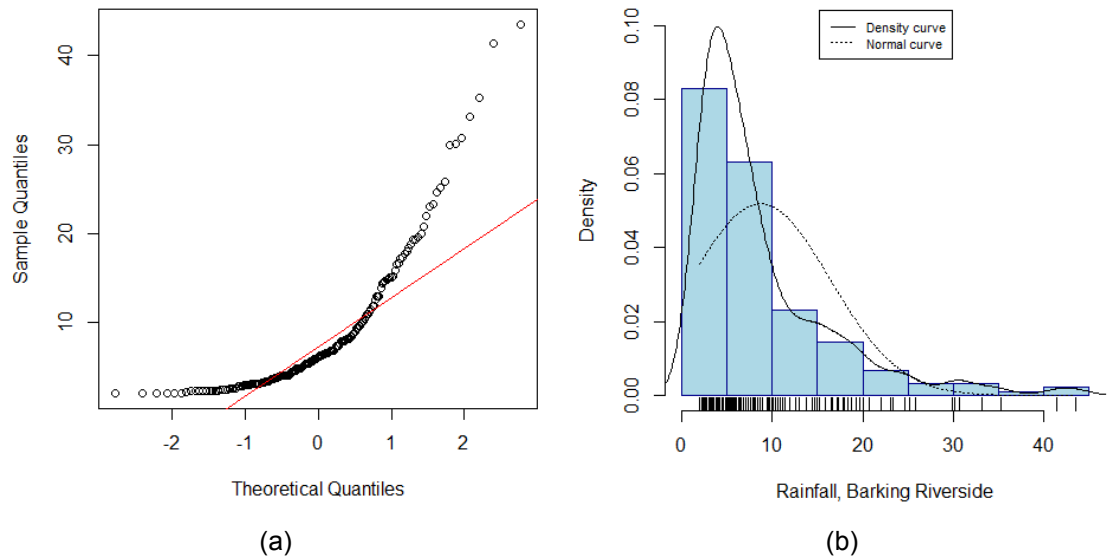 Sample Quantiles
40
30
20
10
-2
-1
0
1
2
Theoretical Quantiles
(a)
Density curve
Normal curve
Density
0.10
0.08
0.06
0.04
0.02
0.00
0
10
20
30
40
Rainfall, Barking Riverside
(b)